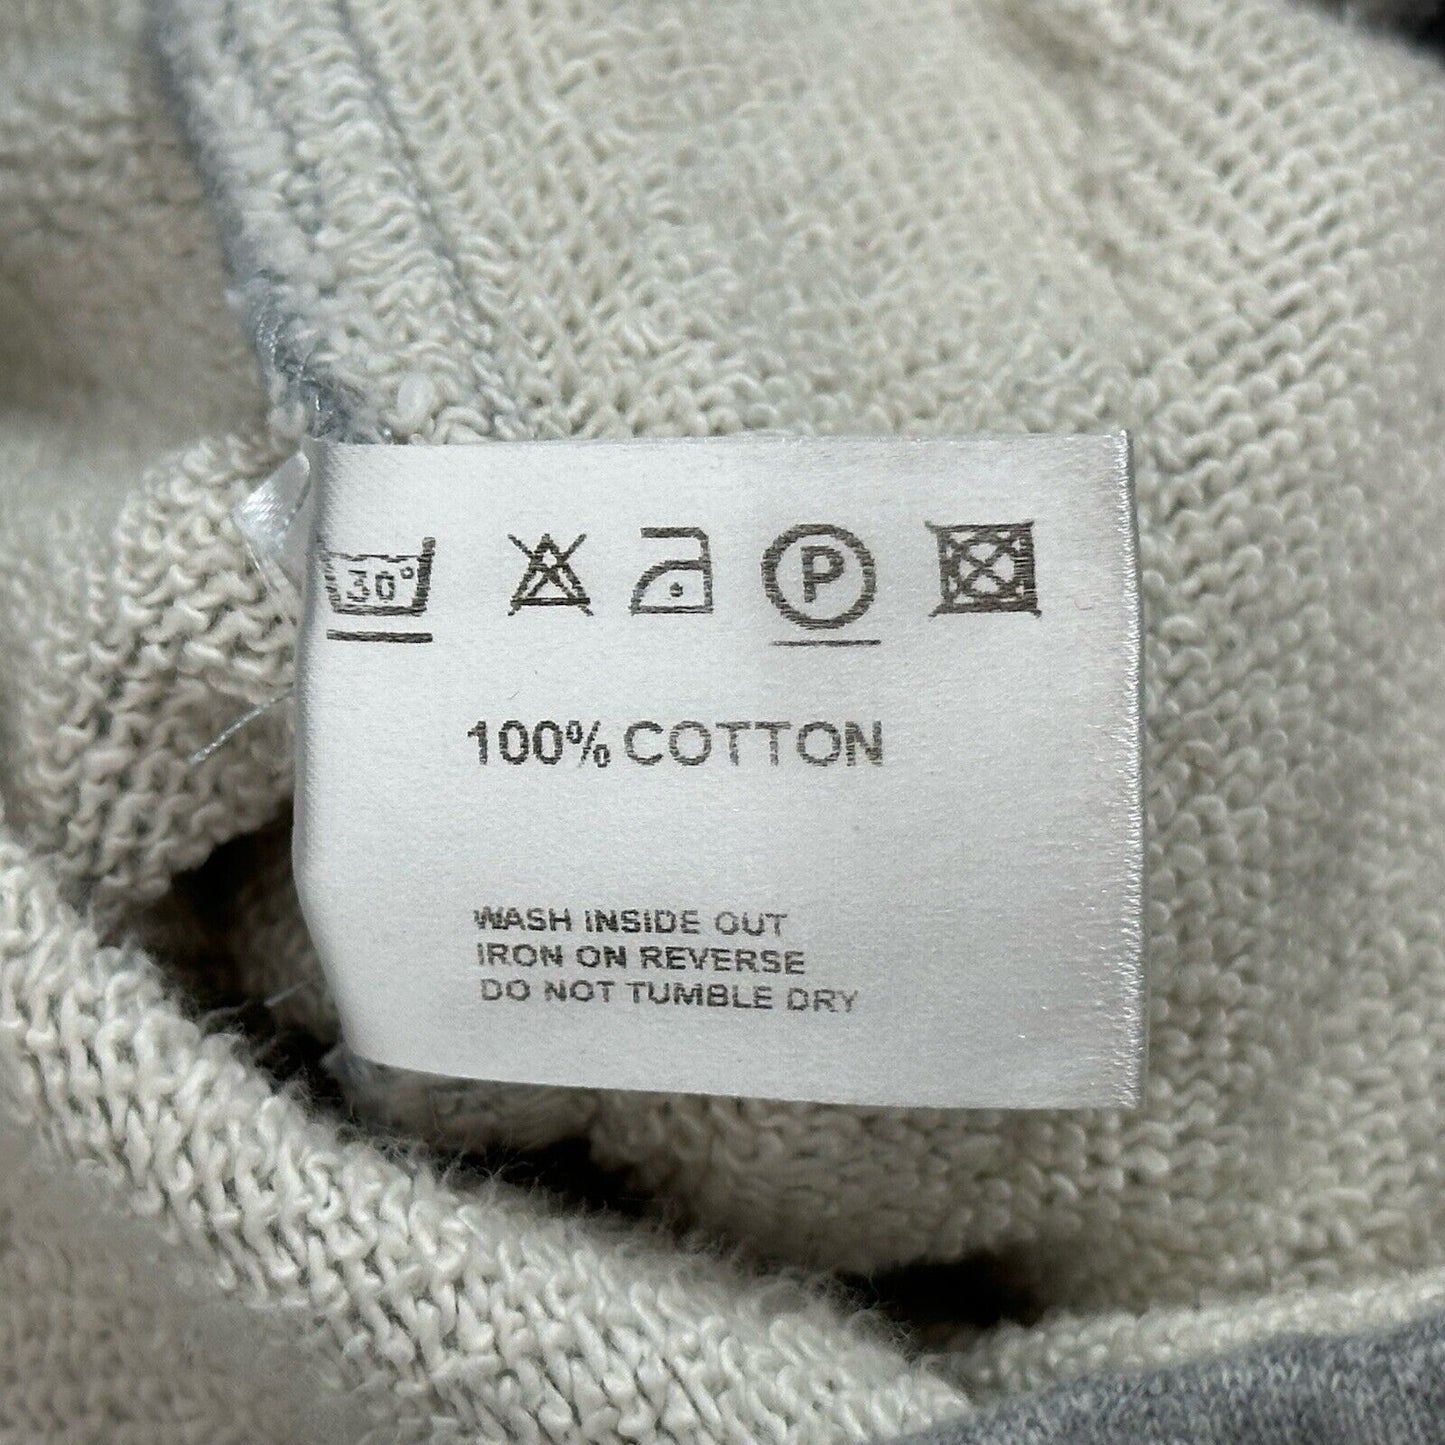 30°
P
100% COTTON
WASH INSIDE OUT
IRON ON REVERSE
DO NOT TUMBLE DRY